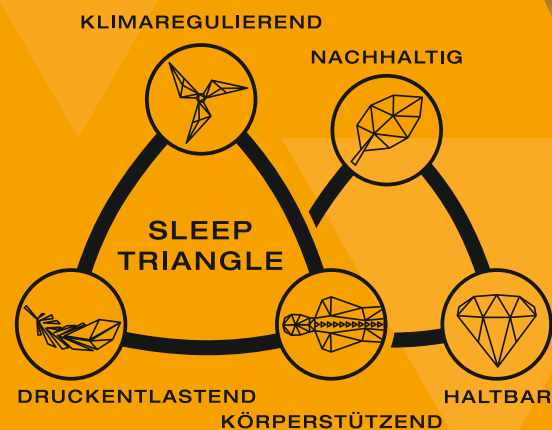 KLIMAREGULIEREND
NACHHALTIG
SLEEP
TRIANGLE
DRUCKENTLASTEND
KÖRPERSTÜTZEND
HALTBAR